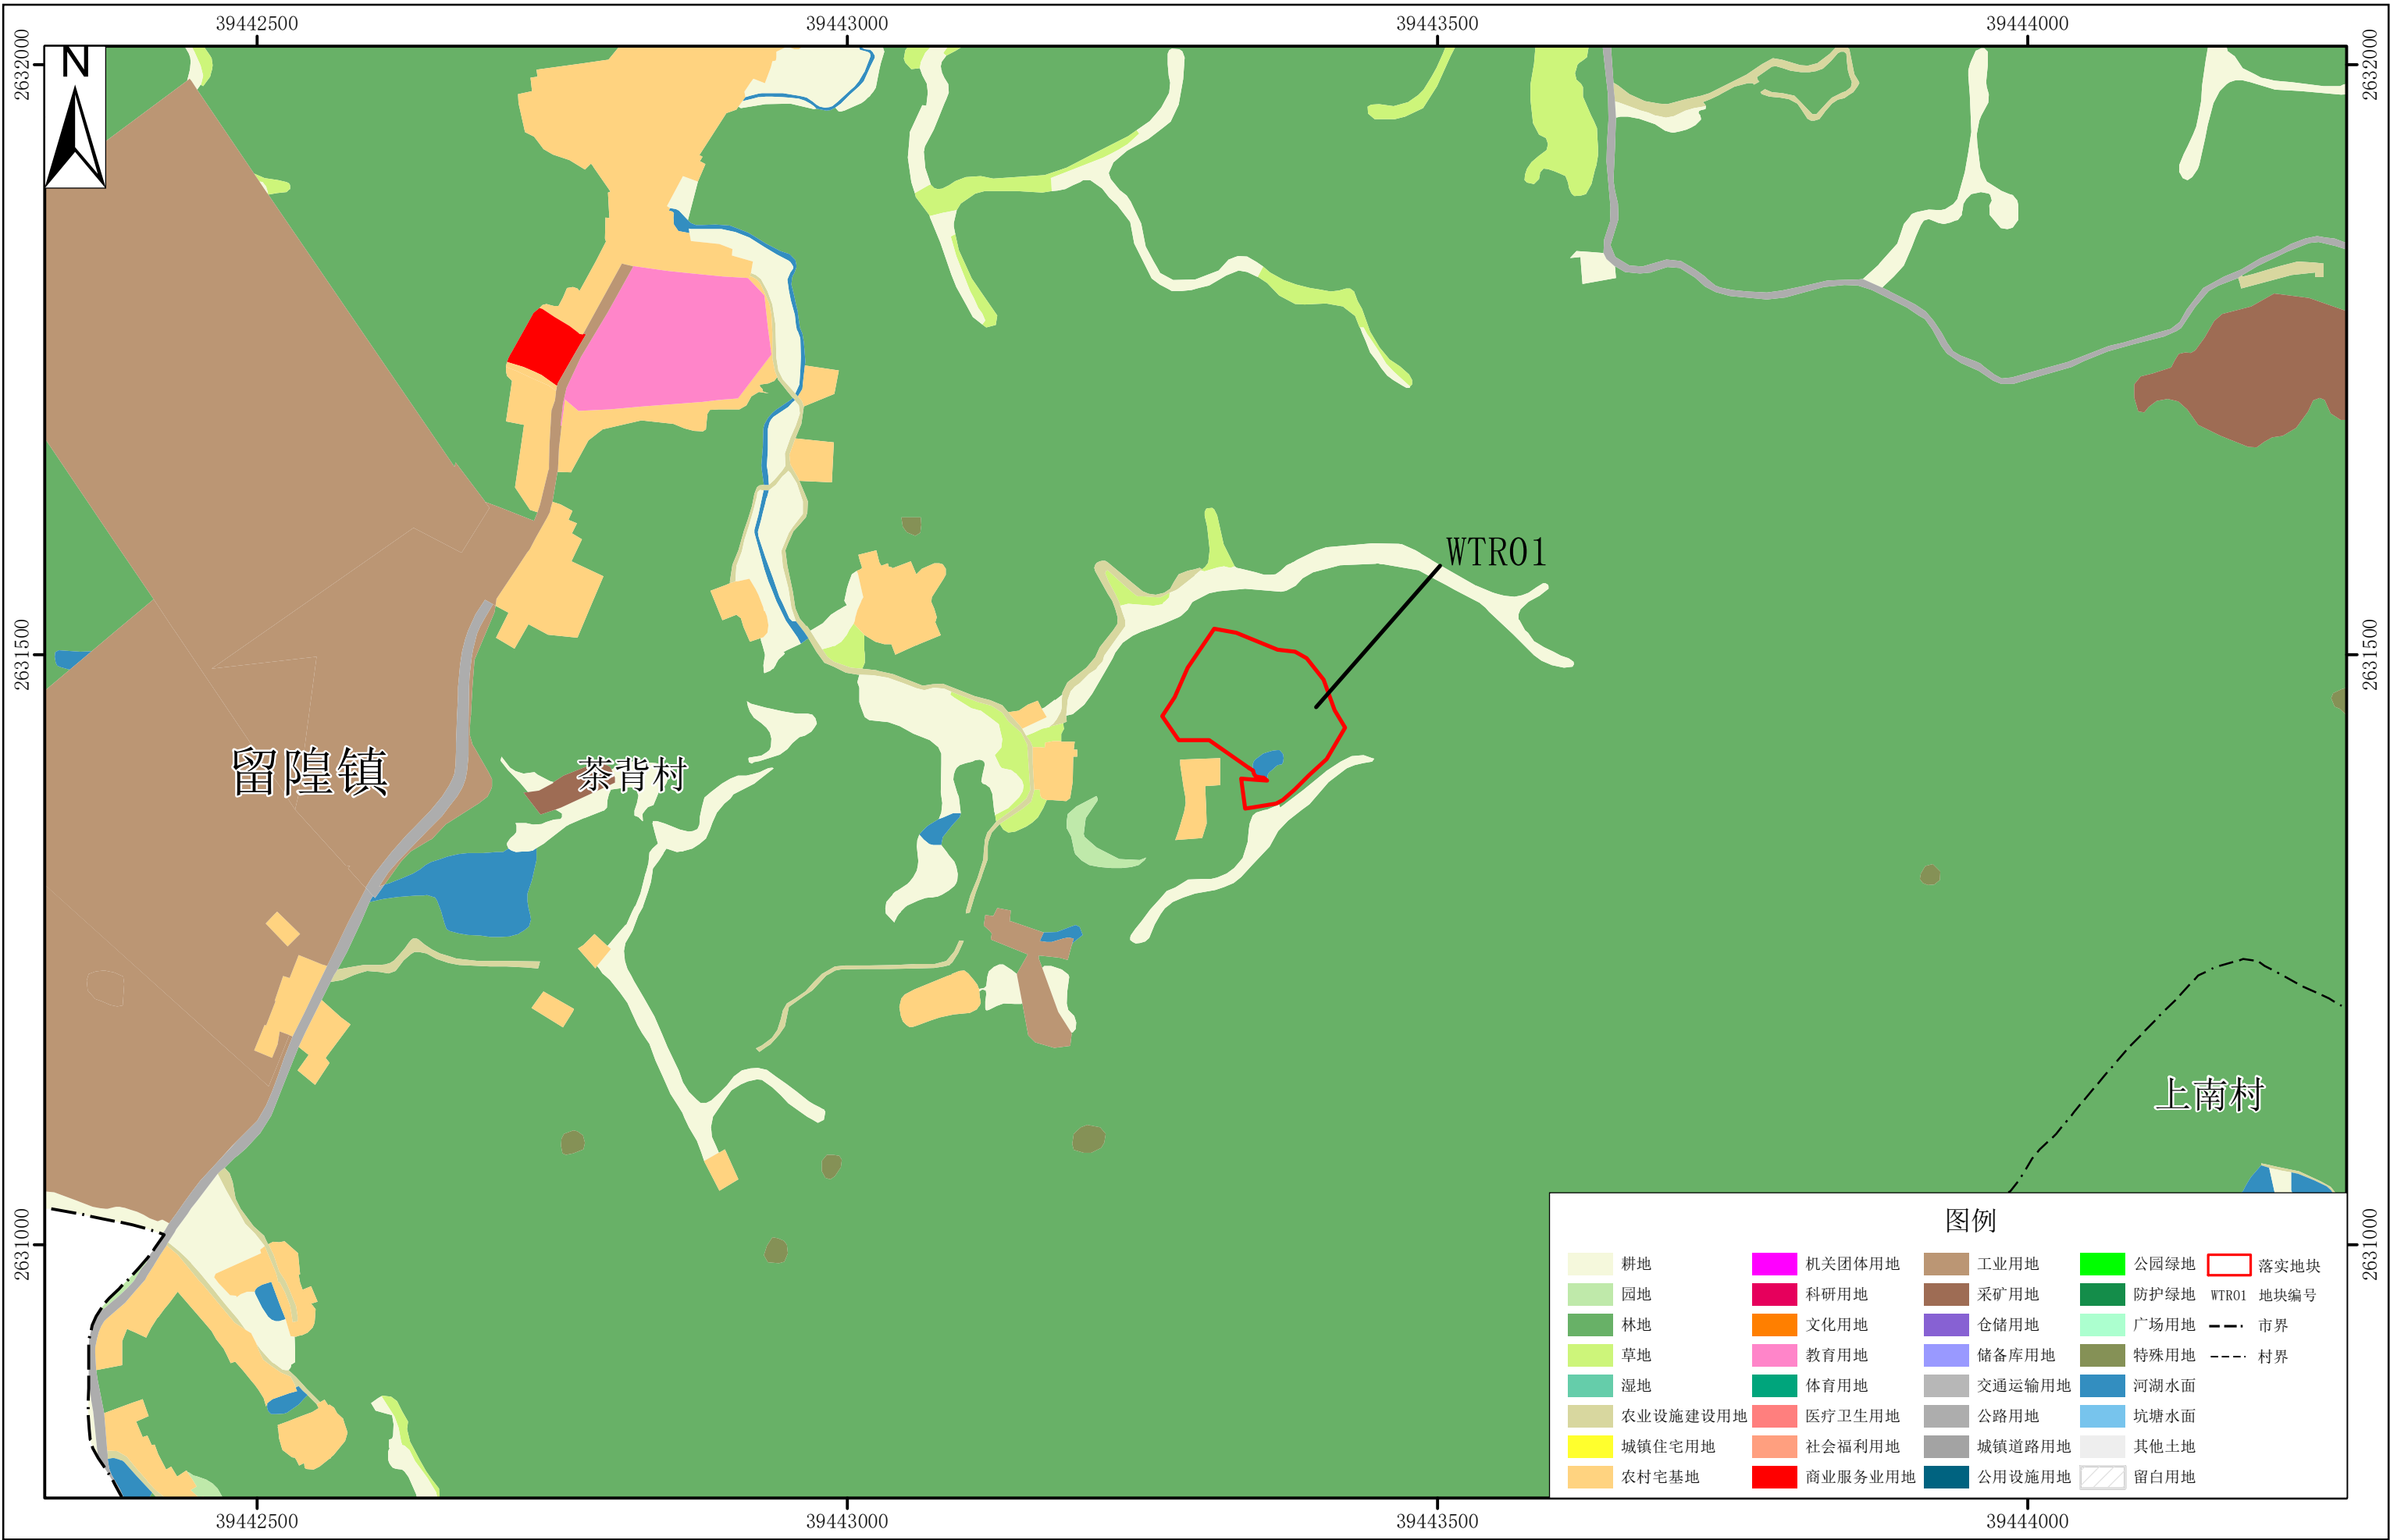 39442500 39443000 39443500 39444000
2632000 2632000
N
WTR01
2631500 2631500
留隍镇
茶背村
上南村
2631000 2631000
图例
耕地 机关团体用地 工业用地 公园绿地 落实地块
园地 科研用地 采矿用地 防护绿地 WTR01 地块编号
林地 文化用地 仓储用地 广场用地 市界
草地 教育用地 储备库用地 特殊用地 村界
湿地 体育用地 交通运输用地 河湖水面
农业设施建设用地 医疗卫生用地 公路用地 坑塘水面
城镇住宅用地 社会福利用地 城镇道路用地 其他土地
农村宅基地 商业服务业用地 公用设施用地 留白用地
39442500 39443000 39443500 39444000